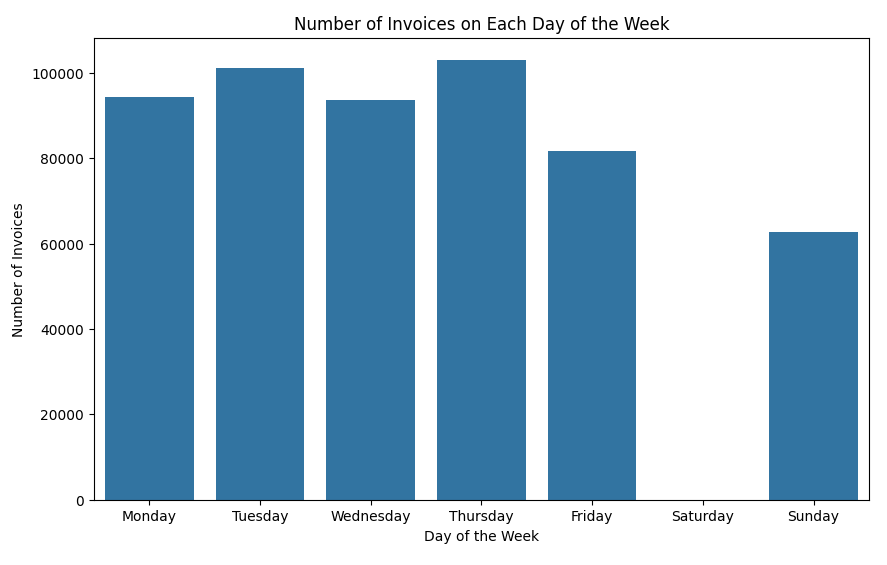 Number of Invoices on Each Day of the Week
Number of Invoices
100000
80000
60000
40000
20000
0
Monday Tuesday Wednesday Thursday Friday Saturday Sunday
Day of the Week